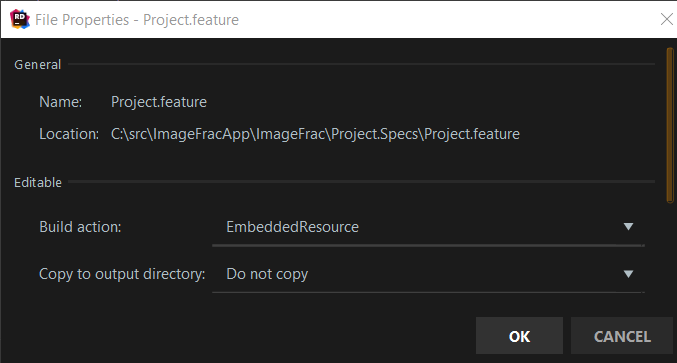 RD
File Properties - Project.feature
General
Name: Project.feature
Location: C:\src\ImageFracApp\ImageFrac\Project.Specs\Project.feature
Editable
Build action: EmbeddedResource
Copy to output directory: Do not copy
OK CANCEL